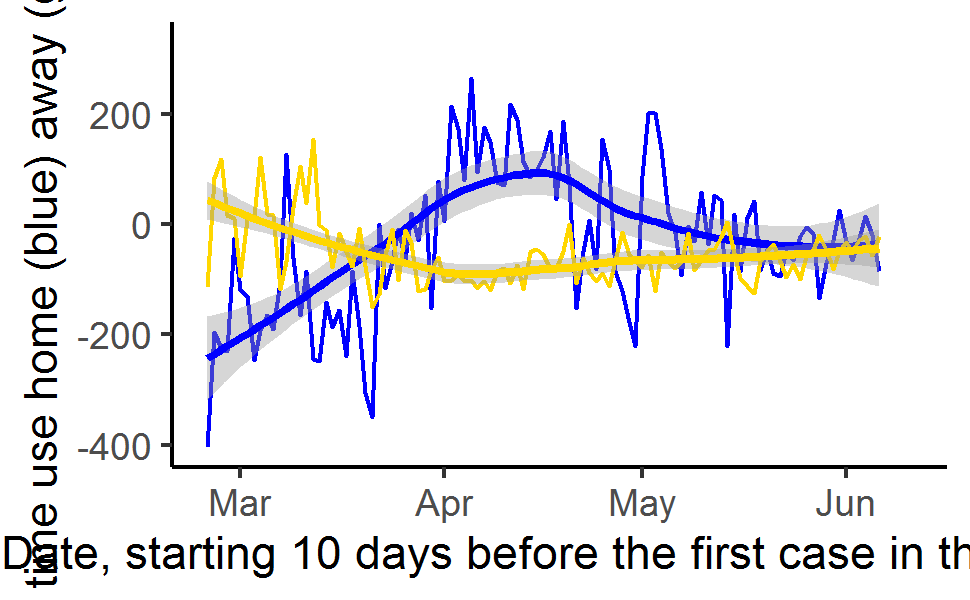 time use home (blue) away (
200
0
-200
-400
Mar Apr May Jun
Date, starting 10 days before the first case in th